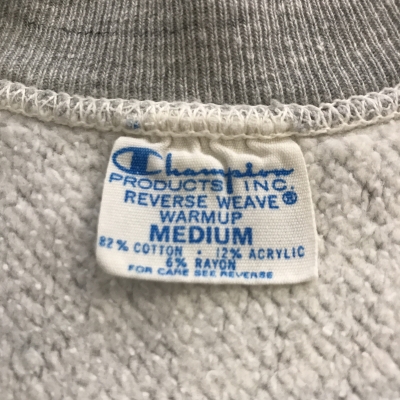 Champion
PRODUCTS INC.
REVERSE WEAVE®
WARMUP
MEDIUM
82% COTTON · 12% ACRYLIC
6% RAYON
FOR CARE SEE REVERSE